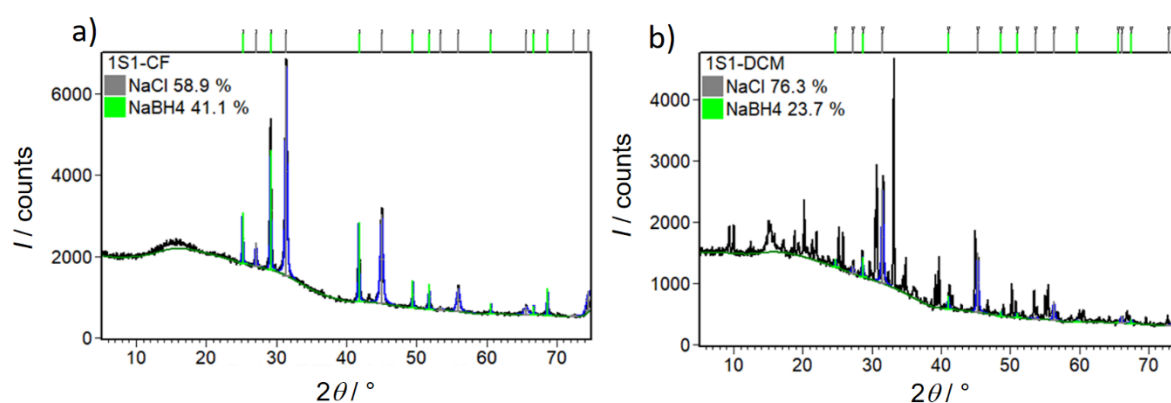 a)
1S1-CF
NaCl 58.9 %
NaBH4 41.1 %
I / counts
6000
4000
2000
0
10 20 30 40 50 60 70
2θ / °
b)
1S1-DCM
NaCl 76.3 %
NaBH4 23.7 %
I / counts
4000
3000
2000
1000
0
10 20 30 40 50 60 70
2θ / °